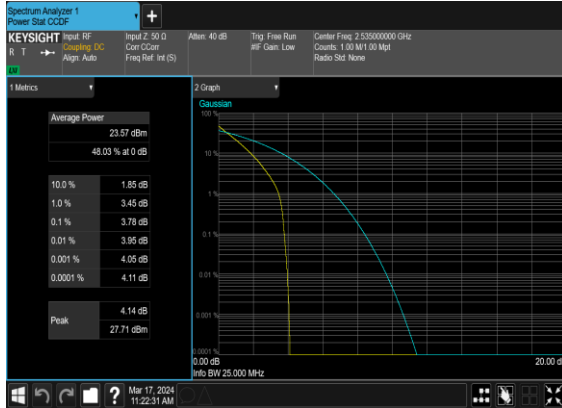 Spectrum Analyzer 1
Power Stat CCDF
+
KEYSIGHT
R T
Input: RF
Coupling: DC
Align: Auto
Input Z: 50 Ω
Corr CCorr
Freq Ref: Int (S)
Atten: 40 dB
Trig: Free Run
#IF Gain: Low
Center Freq: 2.535000000 GHz
Counts: 1.00 M/1.00 Mpt
Radio Std: None
1 Metrics
Average Power
23.57 dBm
48.03 % at 0 dB
10.0 % 1.85 dB
1.0 % 3.45 dB
0.1 % 3.78 dB
0.01 % 3.95 dB
0.001 % 4.05 dB
0.0001 % 4.11 dB
Peak
4.14 dB
27.71 dBm
2 Graph
Gaussian
100 %
10 %
1 %
0.1 %
0.01 %
0.001 %
0.0001 %
0.00 dB
20.00 d
Info BW 25.000 MHz
?
Mar 17, 2024
11:22:31 AM